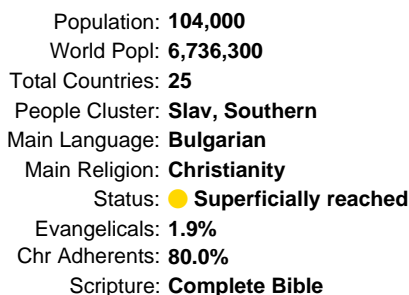 Population: 104,000
World Popl: 6,736,300
Total Countries: 25
People Cluster: Slav, Southern
Main Language: Bulgarian
Main Religion: Christianity
Status: Superficially reached
Evangelicals: 1.9%
Chr Adherents: 80.0%
Scripture: Complete Bible